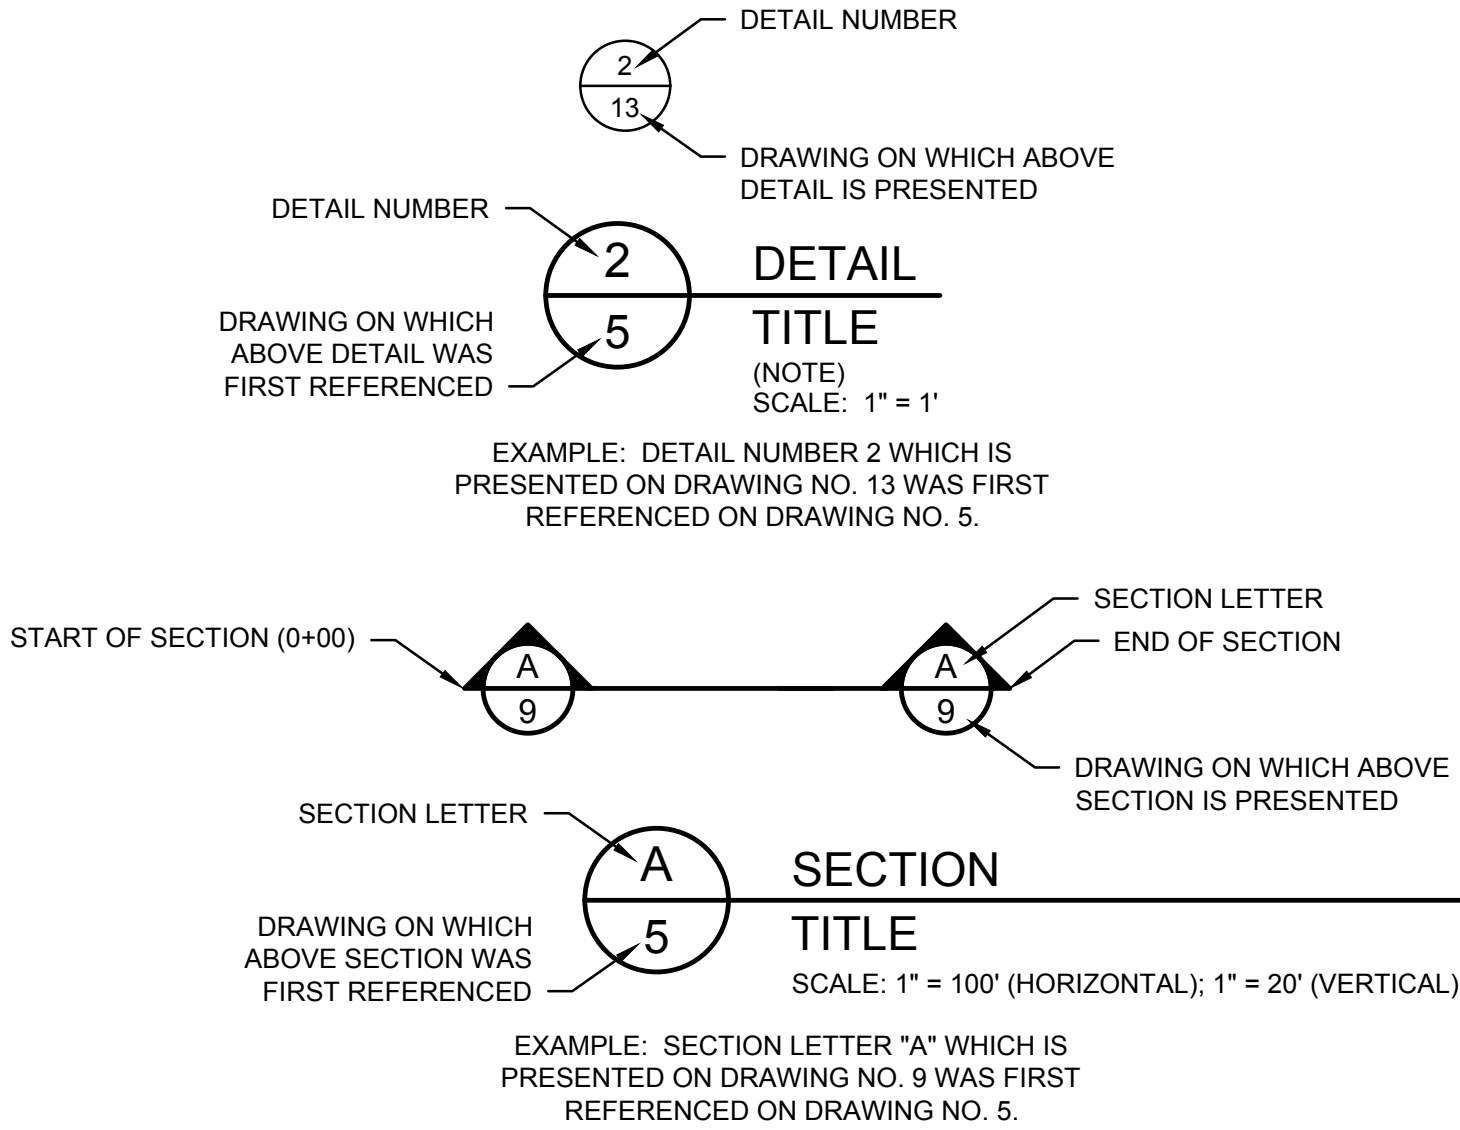 DETAIL NUMBER
2
13
DRAWING ON WHICH ABOVE
DETAIL IS PRESENTED
DETAIL NUMBER
2
DETAIL
DRAWING ON WHICH
ABOVE DETAIL WAS
FIRST REFERENCED
5
TITLE
(NOTE)
SCALE: 1" = 1'
EXAMPLE: DETAIL NUMBER 2 WHICH IS
PRESENTED ON DRAWING NO. 13 WAS FIRST
REFERENCED ON DRAWING NO. 5.
SECTION LETTER
START OF SECTION (0+00)
END OF SECTION
A
9
A
9
DRAWING ON WHICH ABOVE
SECTION IS PRESENTED
SECTION LETTER
A
SECTION
DRAWING ON WHICH
ABOVE SECTION WAS
FIRST REFERENCED
5
TITLE
SCALE: 1" = 100' (HORIZONTAL); 1" = 20' (VERTICAL)
EXAMPLE: SECTION LETTER "A" WHICH IS
PRESENTED ON DRAWING NO. 9 WAS FIRST
REFERENCED ON DRAWING NO. 5.